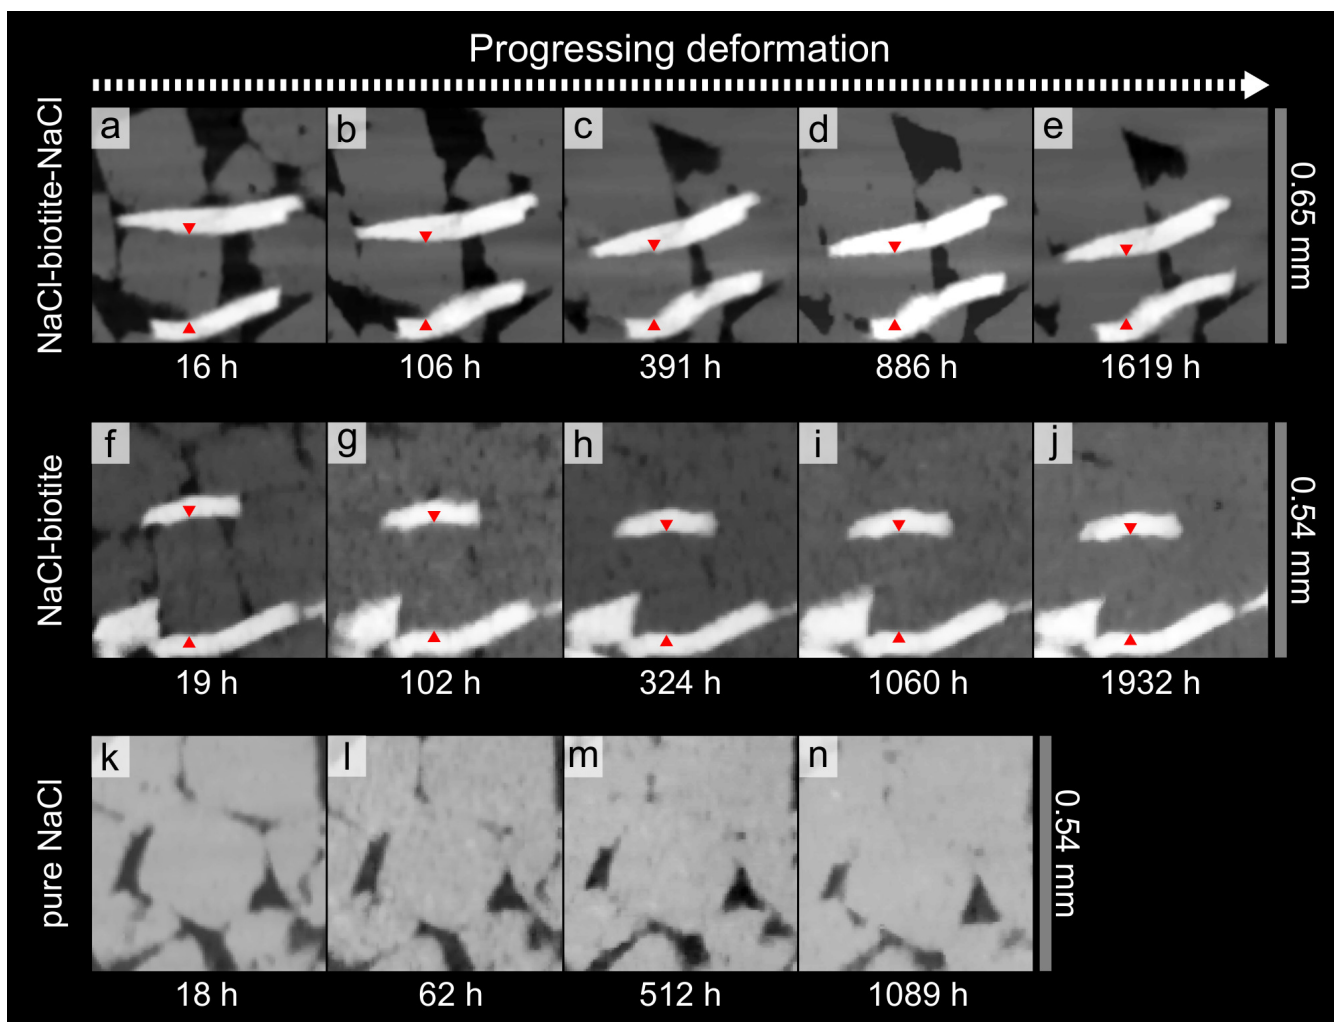 Progressing deformation
NaCl-biotite-NaCl
a
b
c
d
e
0.65 mm
16 h
106 h
391 h
886 h
1619 h
NaCl-biotite
f
g
h
i
j
0.54 mm
19 h
102 h
324 h
1060 h
1932 h
pure NaCl
k
l
m
n
0.54 mm
18 h
62 h
512 h
1089 h